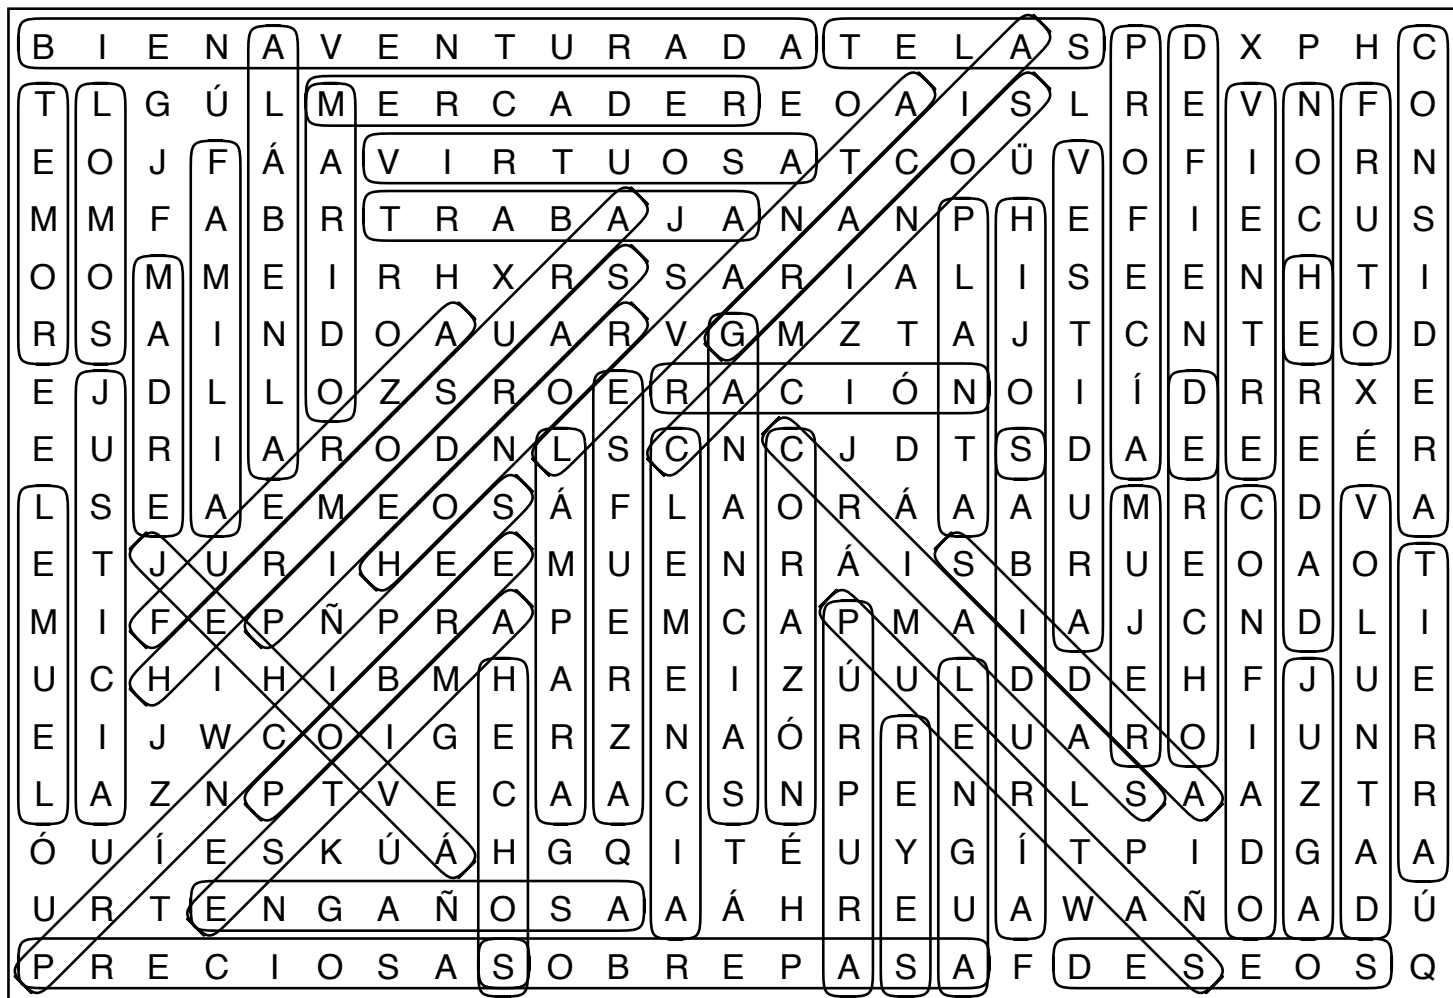 B I E N A V E N T U R A D A T E L A S P D X P H C
T L G Ú L M E R C A D E R E O A I S L R E V N F O
E O J F Á A V I R T U O S A T C O Ü V O F I O R N
M M F A B R T R A B A J A N A N P H E F I E C U S
O O M M E I R H X R S S A R I A L I S E E N H T I
R S A I N D O A U A R V G M Z T A J T C N T E O D
E J D L L O Z S R O E R A C I Ó N O I Í D R R X E
E U R I A R O D N L S C N C J D T S D A E E E É R
L S E A E M E O S Á F L A O R Á A A U M R C D V A
E T J U R I H E E M U E N R Á I S B R U E O A O T
M I F E P Ñ P R A P E M C A P M A I A J C N D L I
U C H I H I B M H A R E I Z Ú U L D D E H F J U E
E I J W C O I G E R Z N A Ó R R E U A R O I U N R
L A Z N P T V E C A A C S N P E N R L S A A Z T R
Ó U Í E S K Ú Á H G Q I T É U Y G Í T P I D G A A
U R T E N G A Ñ O S A A Á H R E U A W A Ñ O A D Ú
P R E C I O S A S O B R E P A S A F D E S E O S Q